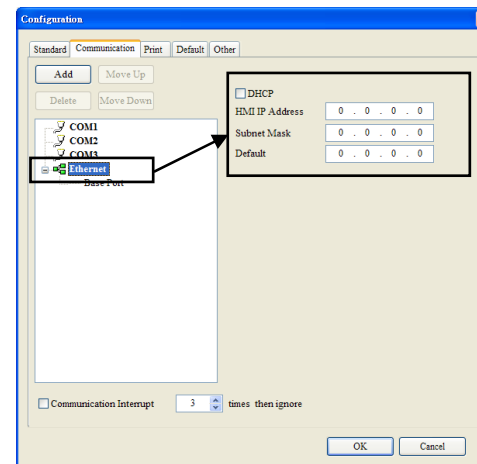 Configuration
Standard Communication Print Default Other
Add Move Up
Delete Move Down
COM1
COM2
COM3
Ethernet
Base Port
DHCP
HMI IP Address 0 . 0 . 0 . 0
Subnet Mask 0 . 0 . 0 . 0
Default 0 . 0 . 0 . 0
Communication Interrupt 3 times then ignore
OK Cancel